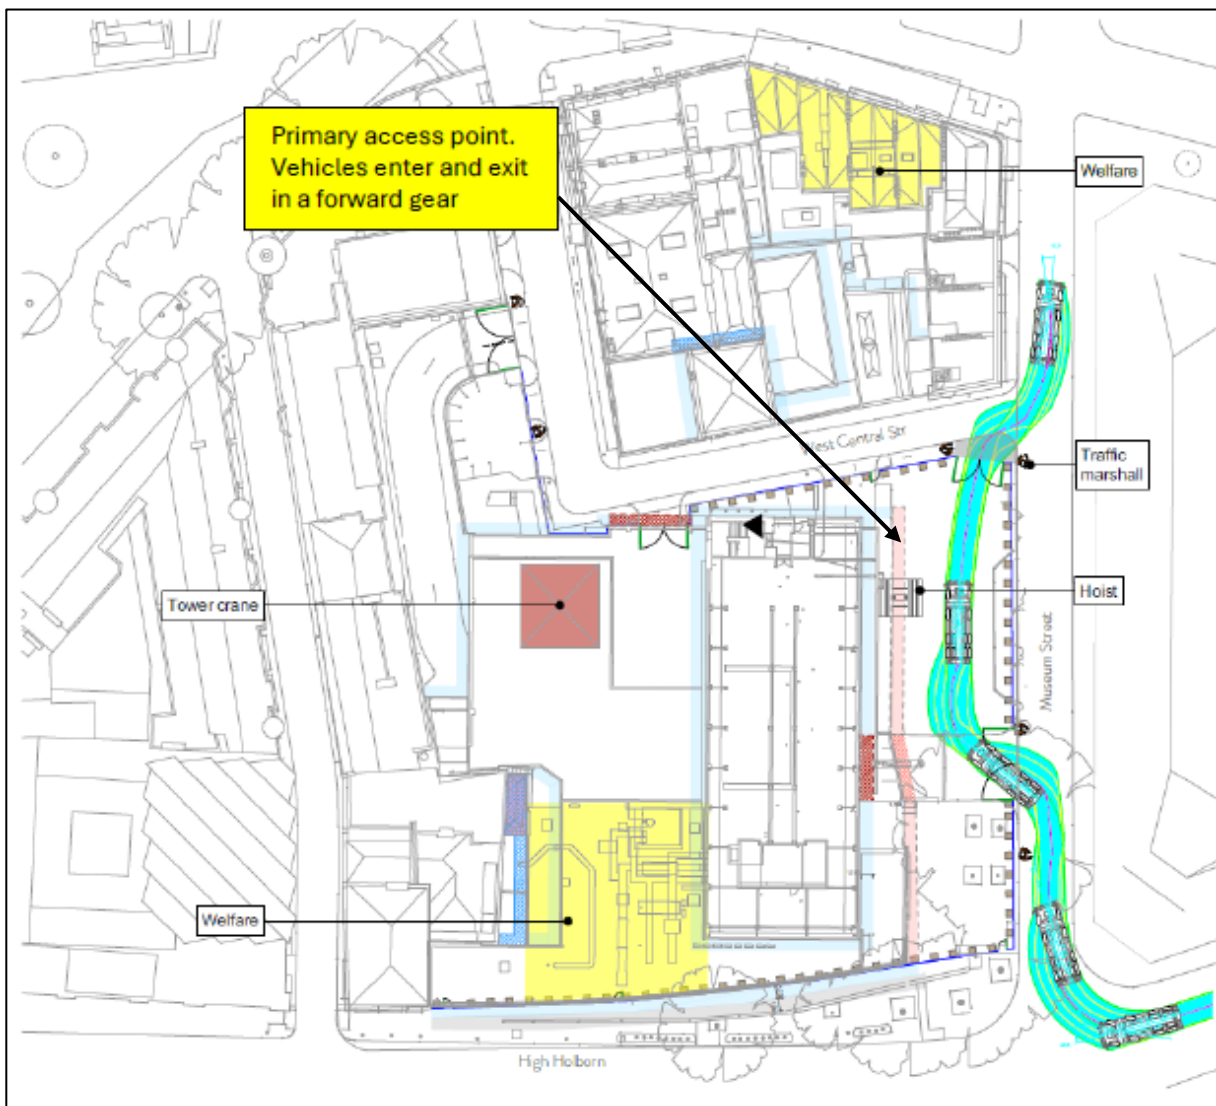 Primary access point.
Vehicles enter and exit
in a forward gear
Welfare
West Central Str
Traffic
marshall
Tower crane
Hoist
Museum Street
Welfare
High Holborn